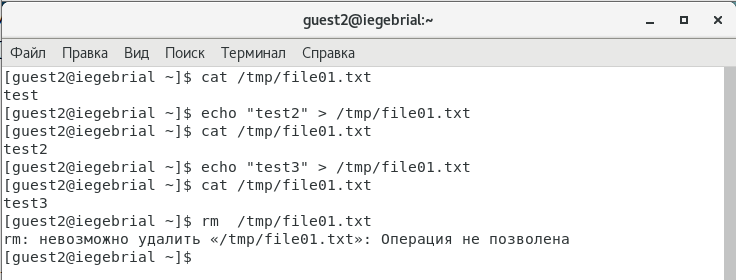 guest2@iegebrial:~
Файл Правка Вид Поиск Терминал Справка
[guest2@iegebrial ~]$ cat /tmp/file01.txt
test
[guest2@iegebrial ~]$ echo "test2" > /tmp/file01.txt
[guest2@iegebrial ~]$ cat /tmp/file01.txt
test2
[guest2@iegebrial ~]$ echo "test3" > /tmp/file01.txt
[guest2@iegebrial ~]$ cat /tmp/file01.txt
test3
[guest2@iegebrial ~]$ rm  /tmp/file01.txt
rm: невозможно удалить «/tmp/file01.txt»: Операция не позволена
[guest2@iegebrial ~]$